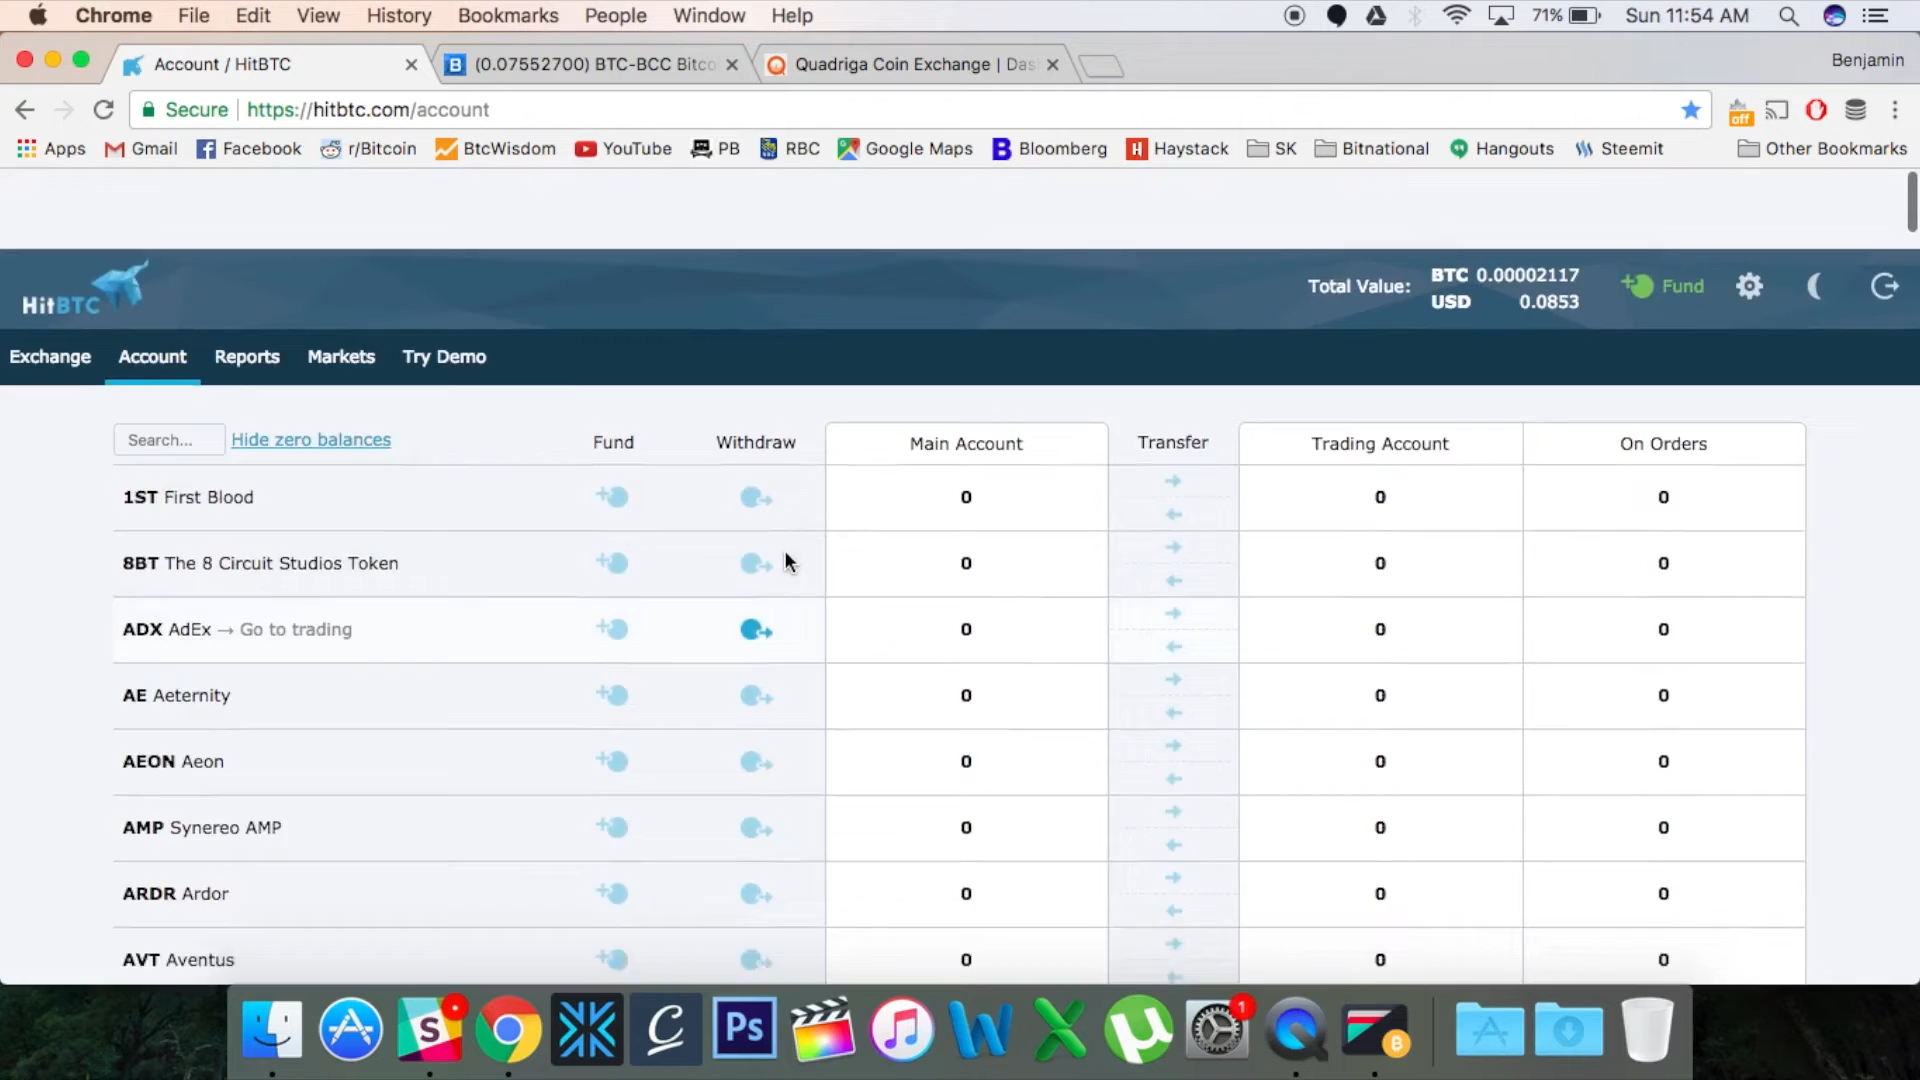 Chrome File Edit View History Bookmarks People Window Help 71% Sun 11:54 AM
Account / HitBTC (0.07552700) BTC-BCC Bitco Quadriga Coin Exchange | Das Benjamin
Secure https://hitbtc.com/account off
Apps Gmail Facebook r/Bitcoin BtcWisdom YouTube PB RBC Google Maps Bloomberg Haystack SK Bitnational Hangouts Steemit Other Bookmarks
HitBTC
Total Value: BTC 0.00002117
USD 0.0853
Fund
Exchange Account Reports Markets Try Demo
Search... Hide zero balances Fund Withdraw Main Account Transfer Trading Account On Orders
1ST First Blood 0 0 0
8BT The 8 Circuit Studios Token 0 0 0
ADX AdEx → Go to trading 0 0 0
AE Aeternity 0 0 0
AEON Aeon 0 0 0
AMP Synereo AMP 0 0 0
ARDR Ardor 0 0 0
AVT Aventus 0 0 0
Ps
1